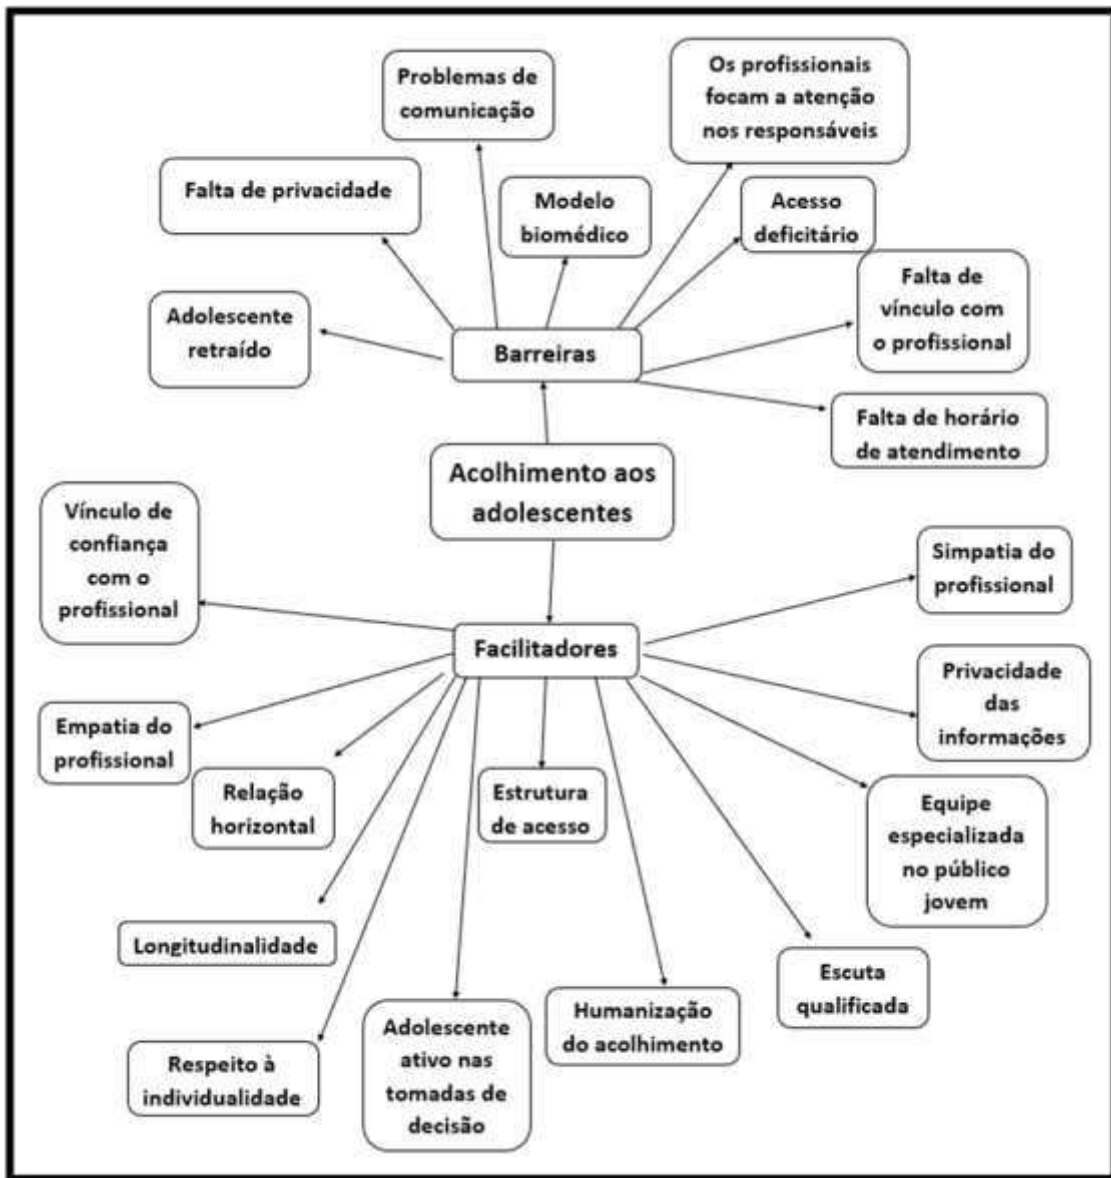 Problemas de
comunicação
Os profissionais
focam a atenção
nos responsáveis
Falta de privacidade
Modelo
biomédico
Acesso
deficitário
Adolescente
retraído
Falta de
vínculo com
o profissional
Barreiras
Falta de horário
de atendimento
Acolhimento aos
adolescentes
Vínculo de
confiança
com o
profissional
Simpatia do
profissional
Facilitadores
Privacidade
das
informações
Empatia do
profissional
Relação
horizontal
Estrutura
de acesso
Equipe
especializada
no público
jovem
Longitudinalidade
Escuta
qualificada
Respeito à
individualidade
Adolescente
ativo nas
tomadas de
decisão
Humanização
do acolhimento